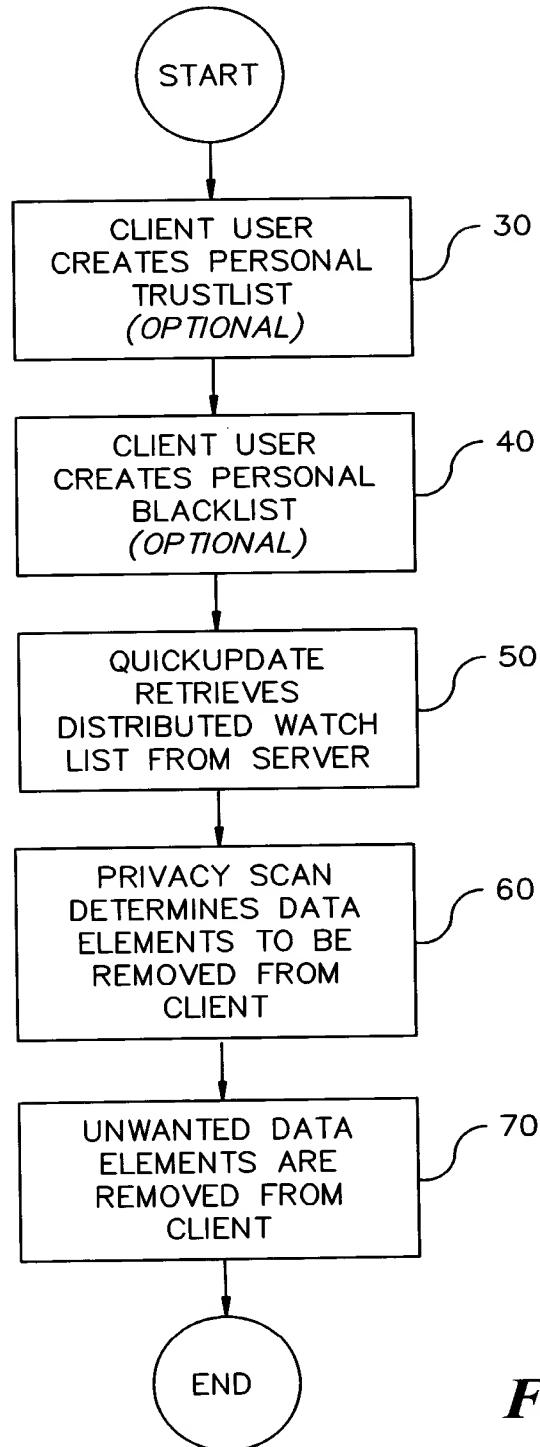 START
CLIENT USER
CREATES PERSONAL
TRUSTLIST
(OPTIONAL)
30
CLIENT USER
CREATES PERSONAL
BLACKLIST
(OPTIONAL)
40
QUICKUPDATE
RETRIEVES
DISTRIBUTED WATCH
LIST FROM SERVER
50
PRIVACY SCAN
DETERMINES DATA
ELEMENTS TO BE
REMOVED FROM
CLIENT
60
UNWANTED DATA
ELEMENTS ARE
REMOVED FROM
CLIENT
70
END
F